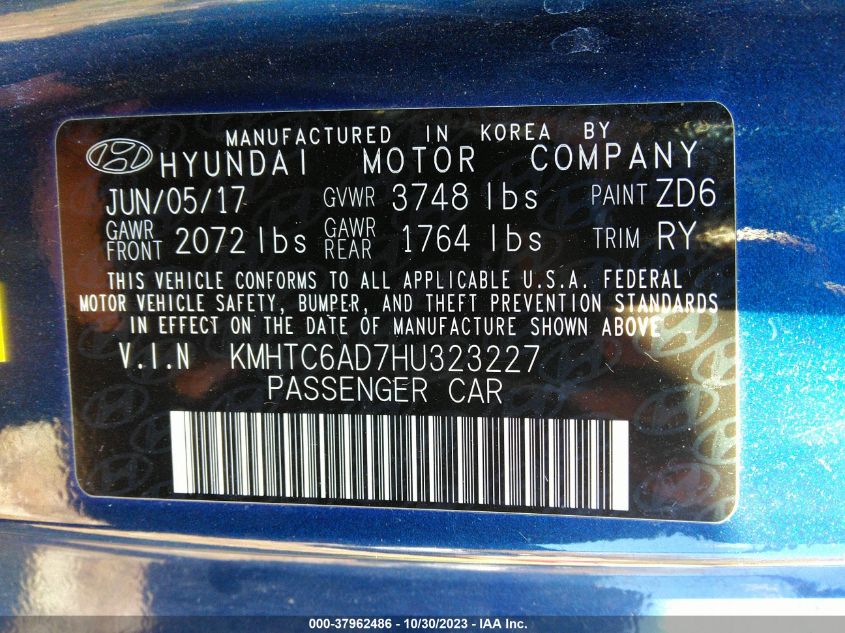 MANUFACTURED IN KOREA BY
HYUNDAI MOTOR COMPANY
JUN/05/17 GVWR 3748 lbs PAINT ZD6
GAWR FRONT 2072 lbs GAWR REAR 1764 lbs TRIM RY
THIS VEHICLE CONFORMS TO ALL APPLICABLE U.S.A. FEDERAL
MOTOR VEHICLE SAFETY, BUMPER, AND THEFT PREVENTION STANDARDS
IN EFFECT ON THE DATE OF MANUFACTURE SHOWN ABOVE
V.I.N KMHTC6AD7HU323227
PASSENGER CAR
000-37962486 - 10/30/2023 - IAA Inc.